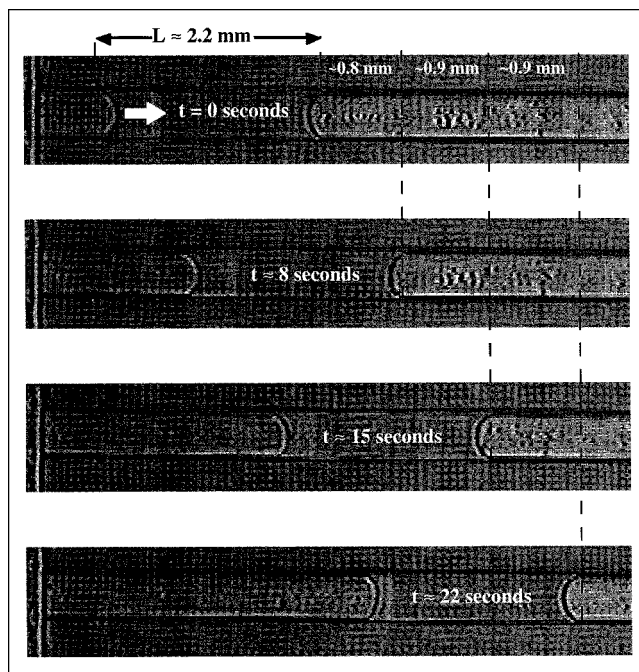 L ≈ 2.2 mm
~0.8 mm ~0.9 mm ~0.9 mm
t = 0 seconds
t ≈ 8 seconds
t ≈ 15 seconds
t ≈ 22 seconds